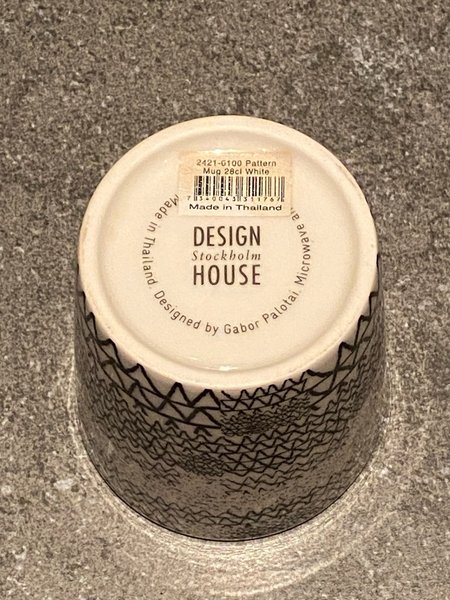 2421-0100 Pattern
Mug 28cl White
7340043311767
Made in Thailand
DESIGN
Stockholm
HOUSE
Made in Thailand. Designed by Gabor Palotai. Microwave